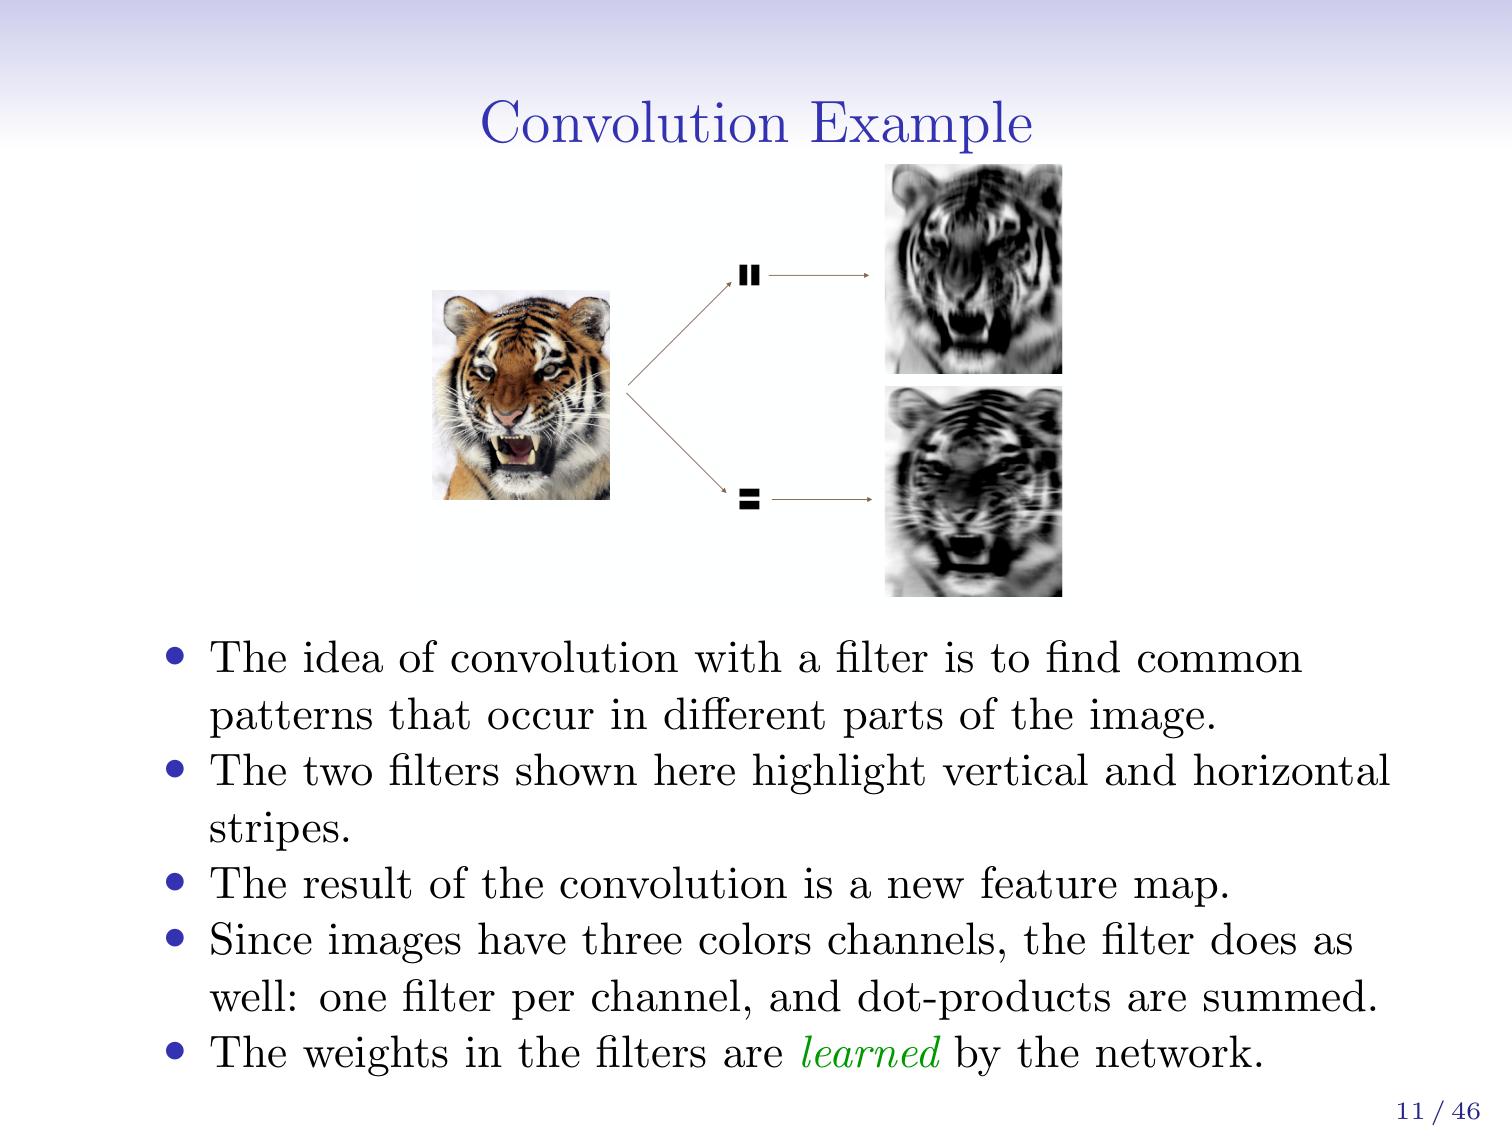 Convolution Example
• The idea of convolution with a filter is to find common
patterns that occur in different parts of the image.
• The two filters shown here highlight vertical and horizontal
stripes.
• The result of the convolution is a new feature map.
• Since images have three colors channels, the filter does as
well: one filter per channel, and dot-products are summed.
• The weights in the filters are learned by the network.
11 / 46